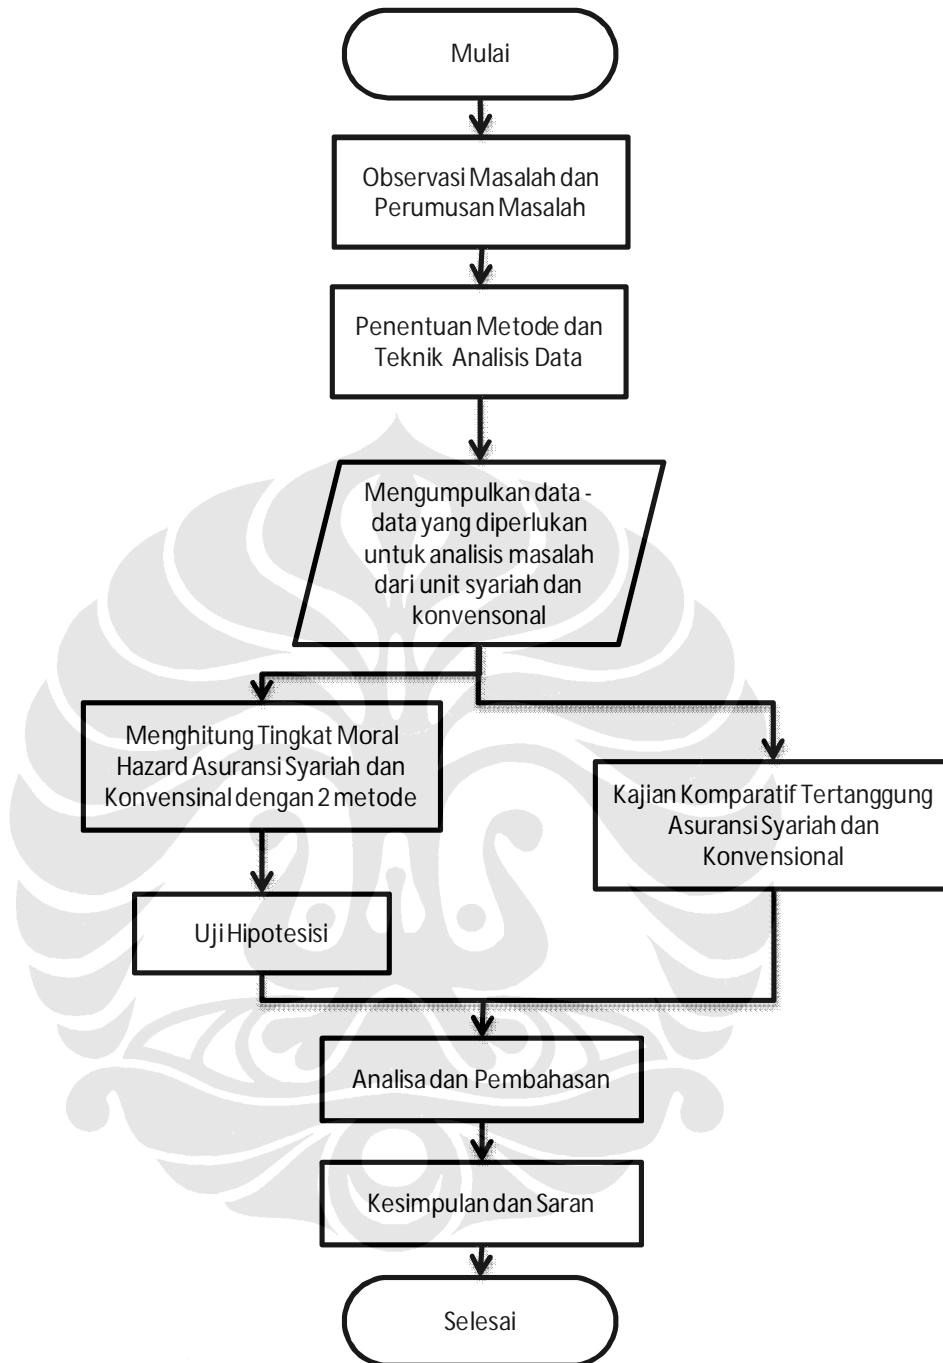 Mulai
Observasi Masalah dan
Perumusan Masalah
Penentuan Metode dan
Teknik Analisis Data
Mengumpulkan data -
data yang diperlukan
untuk analisis masalah
dari unit syariah dan
konvensonal
Menghitung Tingkat Moral
Hazard Asuransi Syariah dan
Konvensinal dengan 2 metode
Kajian Komparatif Tertanggung
Asuransi Syariah dan
Konvensional
Uji Hipotesisi
Analisa dan Pembahasan
Kesimpulan dan Saran
Selesai